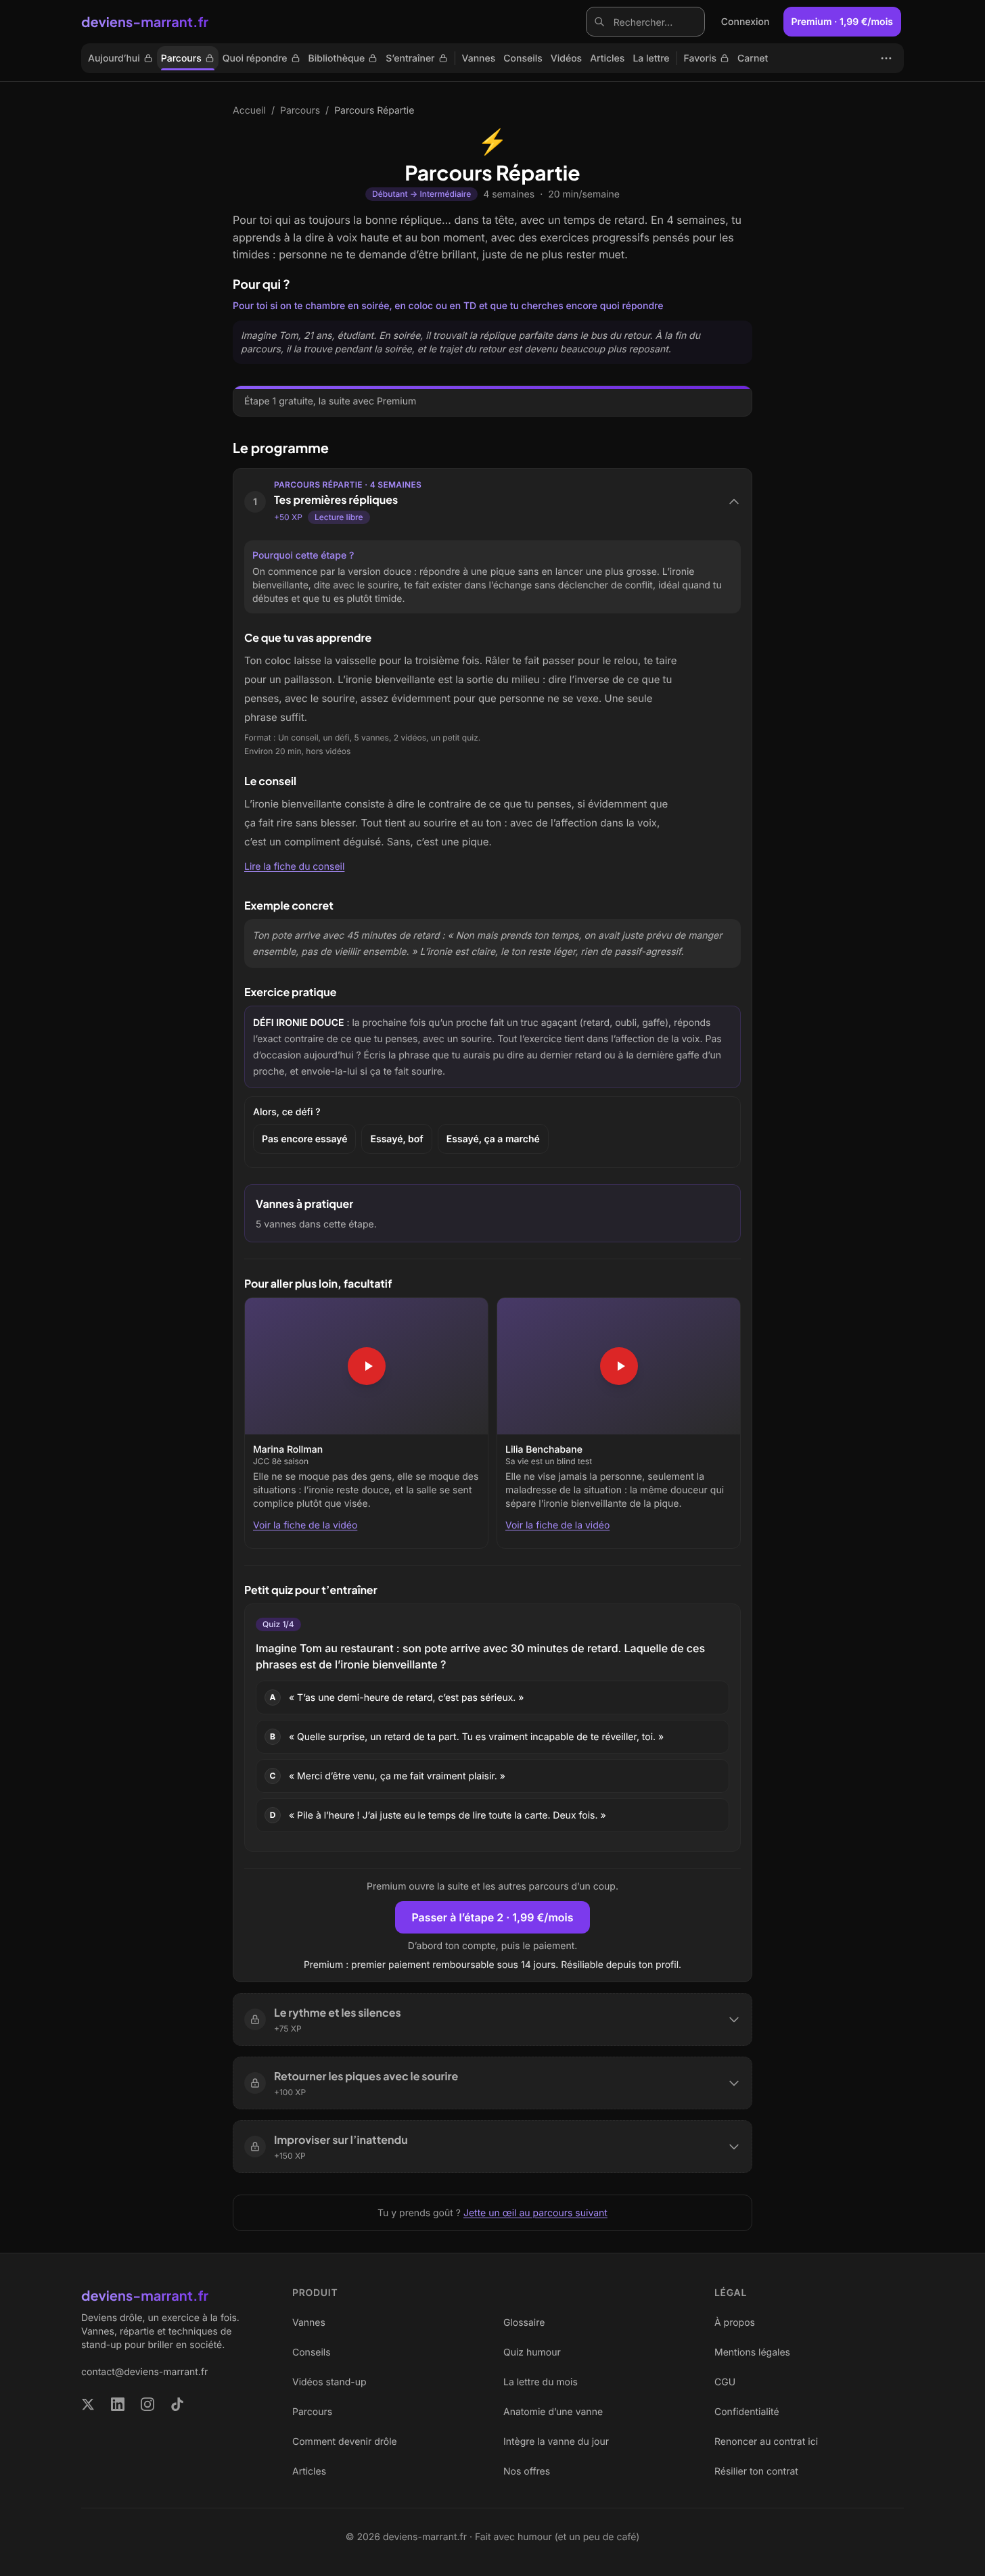 deviens-marrant.fr
Rechercher...
Connexion
Premium · 1,99 €/mois
Aujourd’hui
Parcours
Quoi répondre
Bibliothèque
S’entraîner
Vannes
Conseils
Vidéos
Articles
La lettre
Favoris
Carnet
Accueil / Parcours / Parcours Répartie
Parcours Répartie
Débutant → Intermédiaire
4 semaines · 20 min/semaine
Pour toi qui as toujours la bonne réplique… dans ta tête, avec un temps de retard. En 4 semaines, tu
apprends à la dire à voix haute et au bon moment, avec des exercices progressifs pensés pour les
timides : personne ne te demande d’être brillant, juste de ne plus rester muet.
Pour qui ?
Pour toi si on te chambre en soirée, en coloc ou en TD et que tu cherches encore quoi répondre
Imagine Tom, 21 ans, étudiant. En soirée, il trouvait la réplique parfaite dans le bus du retour. À la fin du
parcours, il la trouve pendant la soirée, et le trajet du retour est devenu beaucoup plus reposant.
Étape 1 gratuite, la suite avec Premium
Le programme
1
PARCOURS RÉPARTIE · 4 SEMAINES
Tes premières répliques
+50 XP
Lecture libre
Pourquoi cette étape ?
On commence par la version douce : répondre à une pique sans en lancer une plus grosse. L’ironie
bienveillante, dite avec le sourire, te fait exister dans l’échange sans déclencher de conflit, idéal quand tu
débutes et que tu es plutôt timide.
Ce que tu vas apprendre
Ton coloc laisse la vaisselle pour la troisième fois. Râler te fait passer pour le relou, te taire
pour un paillasson. L’ironie bienveillante est la sortie du milieu : dire l’inverse de ce que tu
penses, avec le sourire, assez évidemment pour que personne ne se vexe. Une seule
phrase suffit.
Format : Un conseil, un défi, 5 vannes, 2 vidéos, un petit quiz.
Environ 20 min, hors vidéos
Le conseil
L’ironie bienveillante consiste à dire le contraire de ce que tu penses, si évidemment que
ça fait rire sans blesser. Tout tient au sourire et au ton : avec de l’affection dans la voix,
c’est un compliment déguisé. Sans, c’est une pique.
Lire la fiche du conseil
Exemple concret
Ton pote arrive avec 45 minutes de retard : « Non mais prends ton temps, on avait juste prévu de manger
ensemble, pas de vieillir ensemble. » L’ironie est claire, le ton reste léger, rien de passif-agressif.
Exercice pratique
DÉFI IRONIE DOUCE : la prochaine fois qu’un proche fait un truc agaçant (retard, oubli, gaffe), réponds
l’exact contraire de ce que tu penses, avec un sourire. Tout l’exercice tient dans l’affection de la voix. Pas
d’occasion aujourd’hui ? Écris la phrase que tu aurais pu dire au dernier retard ou à la dernière gaffe d’un
proche, et envoie-la-lui si ça te fait sourire.
Alors, ce défi ?
Pas encore essayé
Essayé, bof
Essayé, ça a marché
Vannes à pratiquer
5 vannes dans cette étape.
Pour aller plus loin, facultatif
Marina Rollman
JCC 8è saison
Elle ne se moque pas des gens, elle se moque des
situations : l’ironie reste douce, et la salle se sent
complice plutôt que visée.
Voir la fiche de la vidéo
Lilia Benchabane
Sa vie est un blind test
Elle ne vise jamais la personne, seulement la
maladresse de la situation : la même douceur qui
sépare l’ironie bienveillante de la pique.
Voir la fiche de la vidéo
Petit quiz pour t’entraîner
Quiz 1/4
Imagine Tom au restaurant : son pote arrive avec 30 minutes de retard. Laquelle de ces
phrases est de l’ironie bienveillante ?
A « T’as une demi-heure de retard, c’est pas sérieux. »
B « Quelle surprise, un retard de ta part. Tu es vraiment incapable de te réveiller, toi. »
C « Merci d’être venu, ça me fait vraiment plaisir. »
D « Pile à l’heure ! J’ai juste eu le temps de lire toute la carte. Deux fois. »
Premium ouvre la suite et les autres parcours d’un coup.
Passer à l’étape 2 · 1,99 €/mois
D’abord ton compte, puis le paiement.
Premium : premier paiement remboursable sous 14 jours. Résiliable depuis ton profil.
Le rythme et les silences
+75 XP
Retourner les piques avec le sourire
+100 XP
Improviser sur l’inattendu
+150 XP
Tu y prends goût ? Jette un œil au parcours suivant
deviens-marrant.fr
Deviens drôle, un exercice à la fois.
Vannes, répartie et techniques de
stand-up pour briller en société.
contact@deviens-marrant.fr
PRODUIT
Vannes
Conseils
Vidéos stand-up
Parcours
Comment devenir drôle
Articles
Glossaire
Quiz humour
La lettre du mois
Anatomie d’une vanne
Intègre la vanne du jour
Nos offres
LÉGAL
À propos
Mentions légales
CGU
Confidentialité
Renoncer au contrat ici
Résilier ton contrat
© 2026 deviens-marrant.fr · Fait avec humour (et un peu de café)